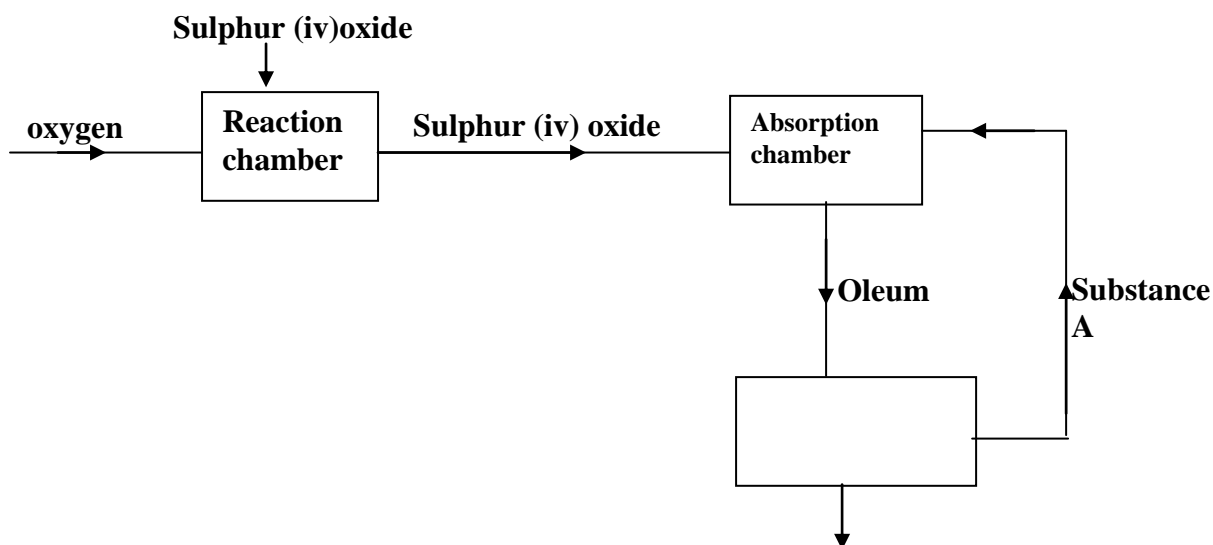 Sulphur (iv)oxide
oxygen
Reaction
chamber
Sulphur (iv) oxide
Absorption
chamber
Oleum
Substance
A